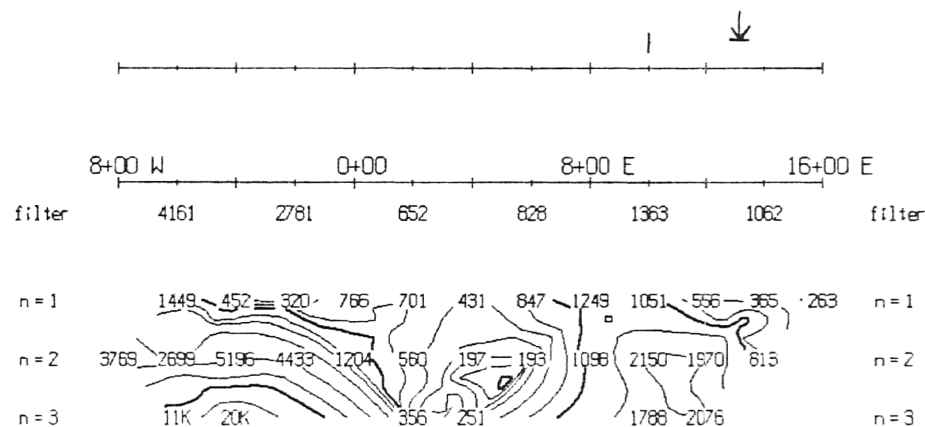 8+00 W 0+00 8+00 E 16+00 E
filter 4161 2781 652 828 1363 1062 filter
n = 1 1449 452 320 766 701 431 847 1249 1051 556 365 263 n = 1
n = 2 3769 2699 5196 4433 1204 560 197 193 1098 2150 1970 613 n = 2
n = 3 11K 20K 356 251 1788 2076 n = 3